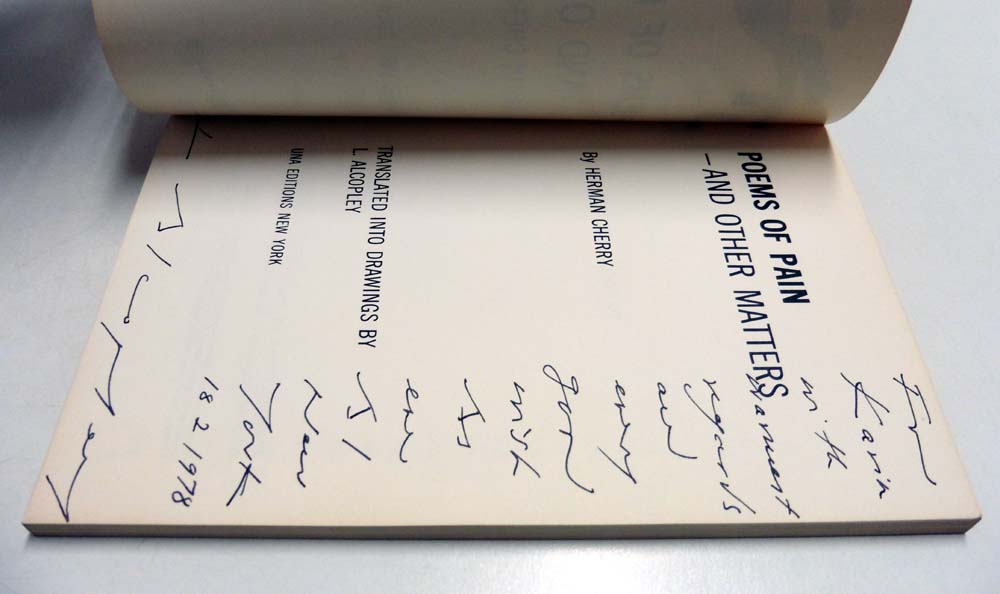 POEMS OF PAIN
—AND OTHER MATTERS
By HERMAN CHERRY
TRANSLATED INTO DRAWINGS BY
L. ALCOPLEY
UNA EDITIONS NEW YORK
For
Karin
with
warmest
regards
and
every
good
wish
New
York
18 2 1978
L. Alcopley